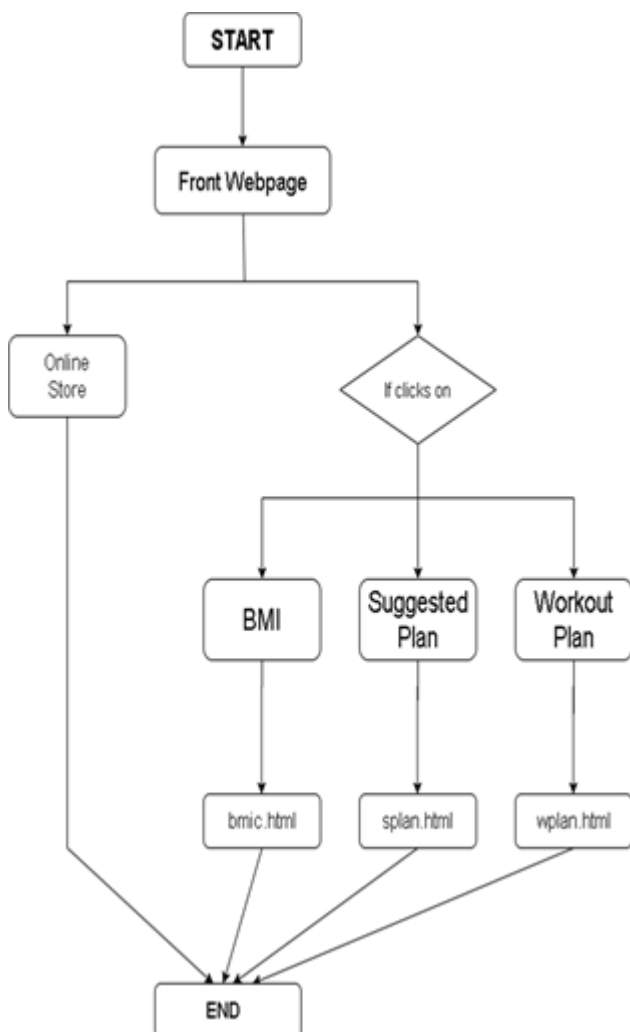 START
Front Webpage
Online
Store
If clicks on
BMI
Suggested
Plan
Workout
Plan
bmic.html
splan.html
wplan.html
END